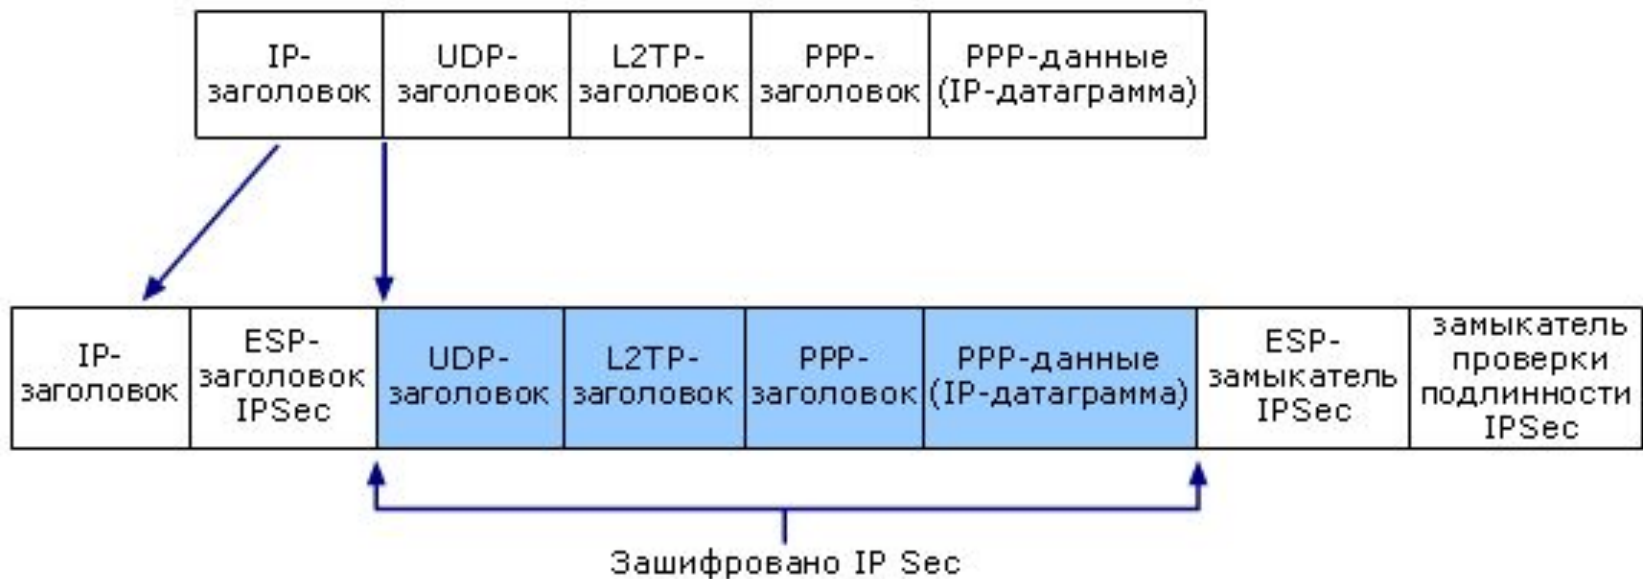 IP-
заголовок
UDP-
заголовок
L2TP-
заголовок
PPP-
заголовок
PPP-данные
(IP-датаграмма)
IP-
заголовок
ESP-
заголовок
IPSec
UDP-
заголовок
L2TP-
заголовок
PPP-
заголовок
PPP-данные
(IP-датаграмма)
ESP-
замыкатель
IPSec
замыкатель
проверки
подлинности
IPSec
Зашифровано IP Sec